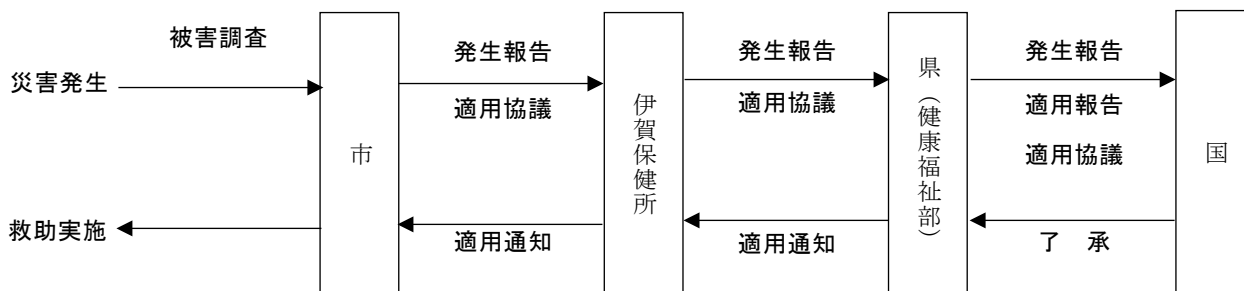 被害調査
災害発生
市
発生報告
適用協議
伊賀保健所
発生報告
適用協議
県（健康福祉部）
発生報告
適用報告
適用協議
国
救助実施
適用通知
適用通知
了　承